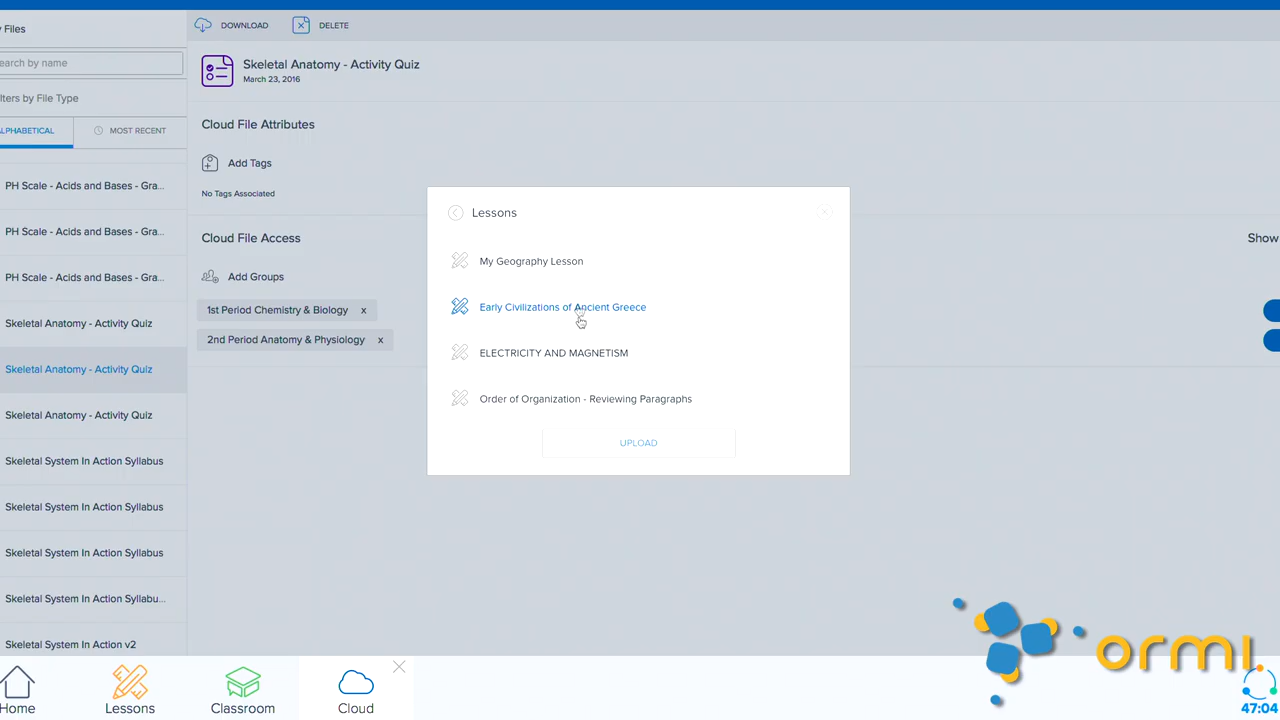 y Files
DOWNLOAD
DELETE
earch by name
Skeletal Anatomy - Activity Quiz
March 23, 2016
lters by File Type
ALPHABETICAL
MOST RECENT
Cloud File Attributes
Add Tags
No Tags Associated
Cloud File Access
Show
Add Groups
1st Period Chemistry & Biology x
2nd Period Anatomy & Physiology x
PH Scale - Acids and Bases - Gra...
PH Scale - Acids and Bases - Gra...
PH Scale - Acids and Bases - Gra...
Skeletal Anatomy - Activity Quiz
Skeletal Anatomy - Activity Quiz
Skeletal Anatomy - Activity Quiz
Skeletal System In Action Syllabus
Skeletal System In Action Syllabus
Skeletal System In Action Syllabus
Skeletal System In Action Syllabu...
Skeletal System In Action v2
Lessons
My Geography Lesson
Early Civilizations of Ancient Greece
ELECTRICITY AND MAGNETISM
Order of Organization - Reviewing Paragraphs
UPLOAD
Home
Lessons
Classroom
Cloud
ormi
47:04